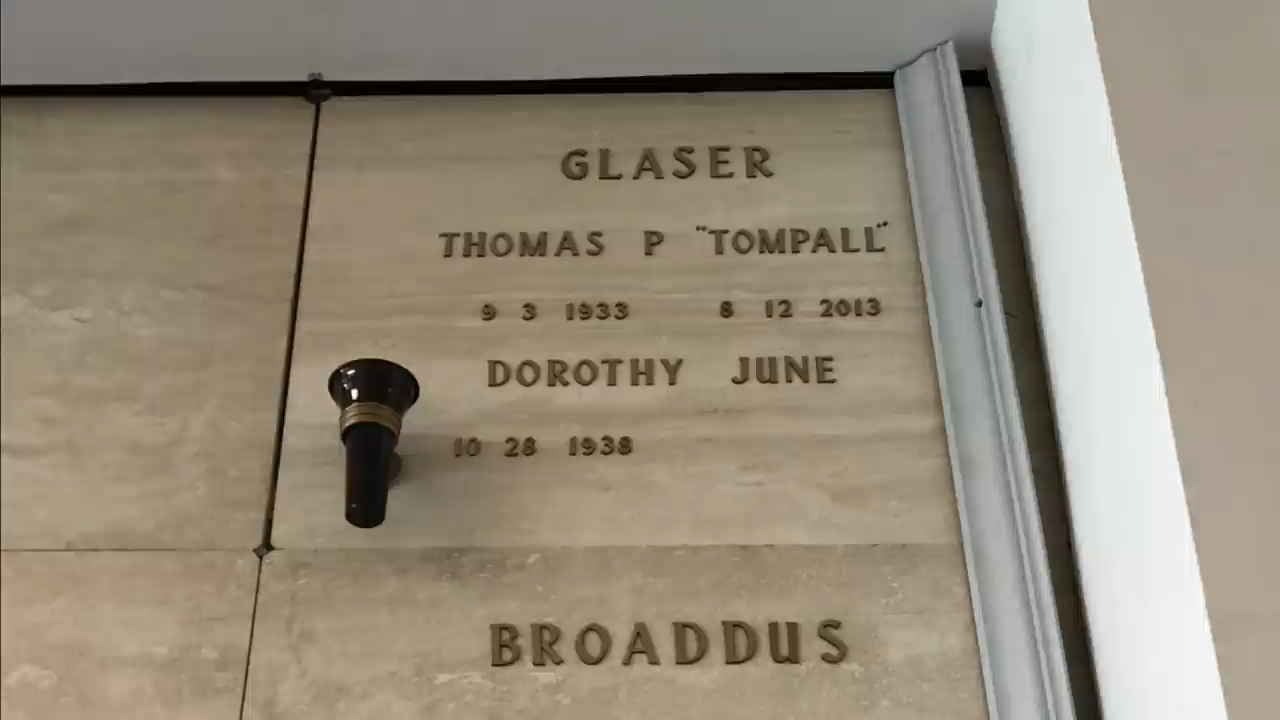 GLASER
THOMAS P "TOMPALL"
9 3 1933 8 12 2013
DOROTHY JUNE
10 28 1938
BROADDUS